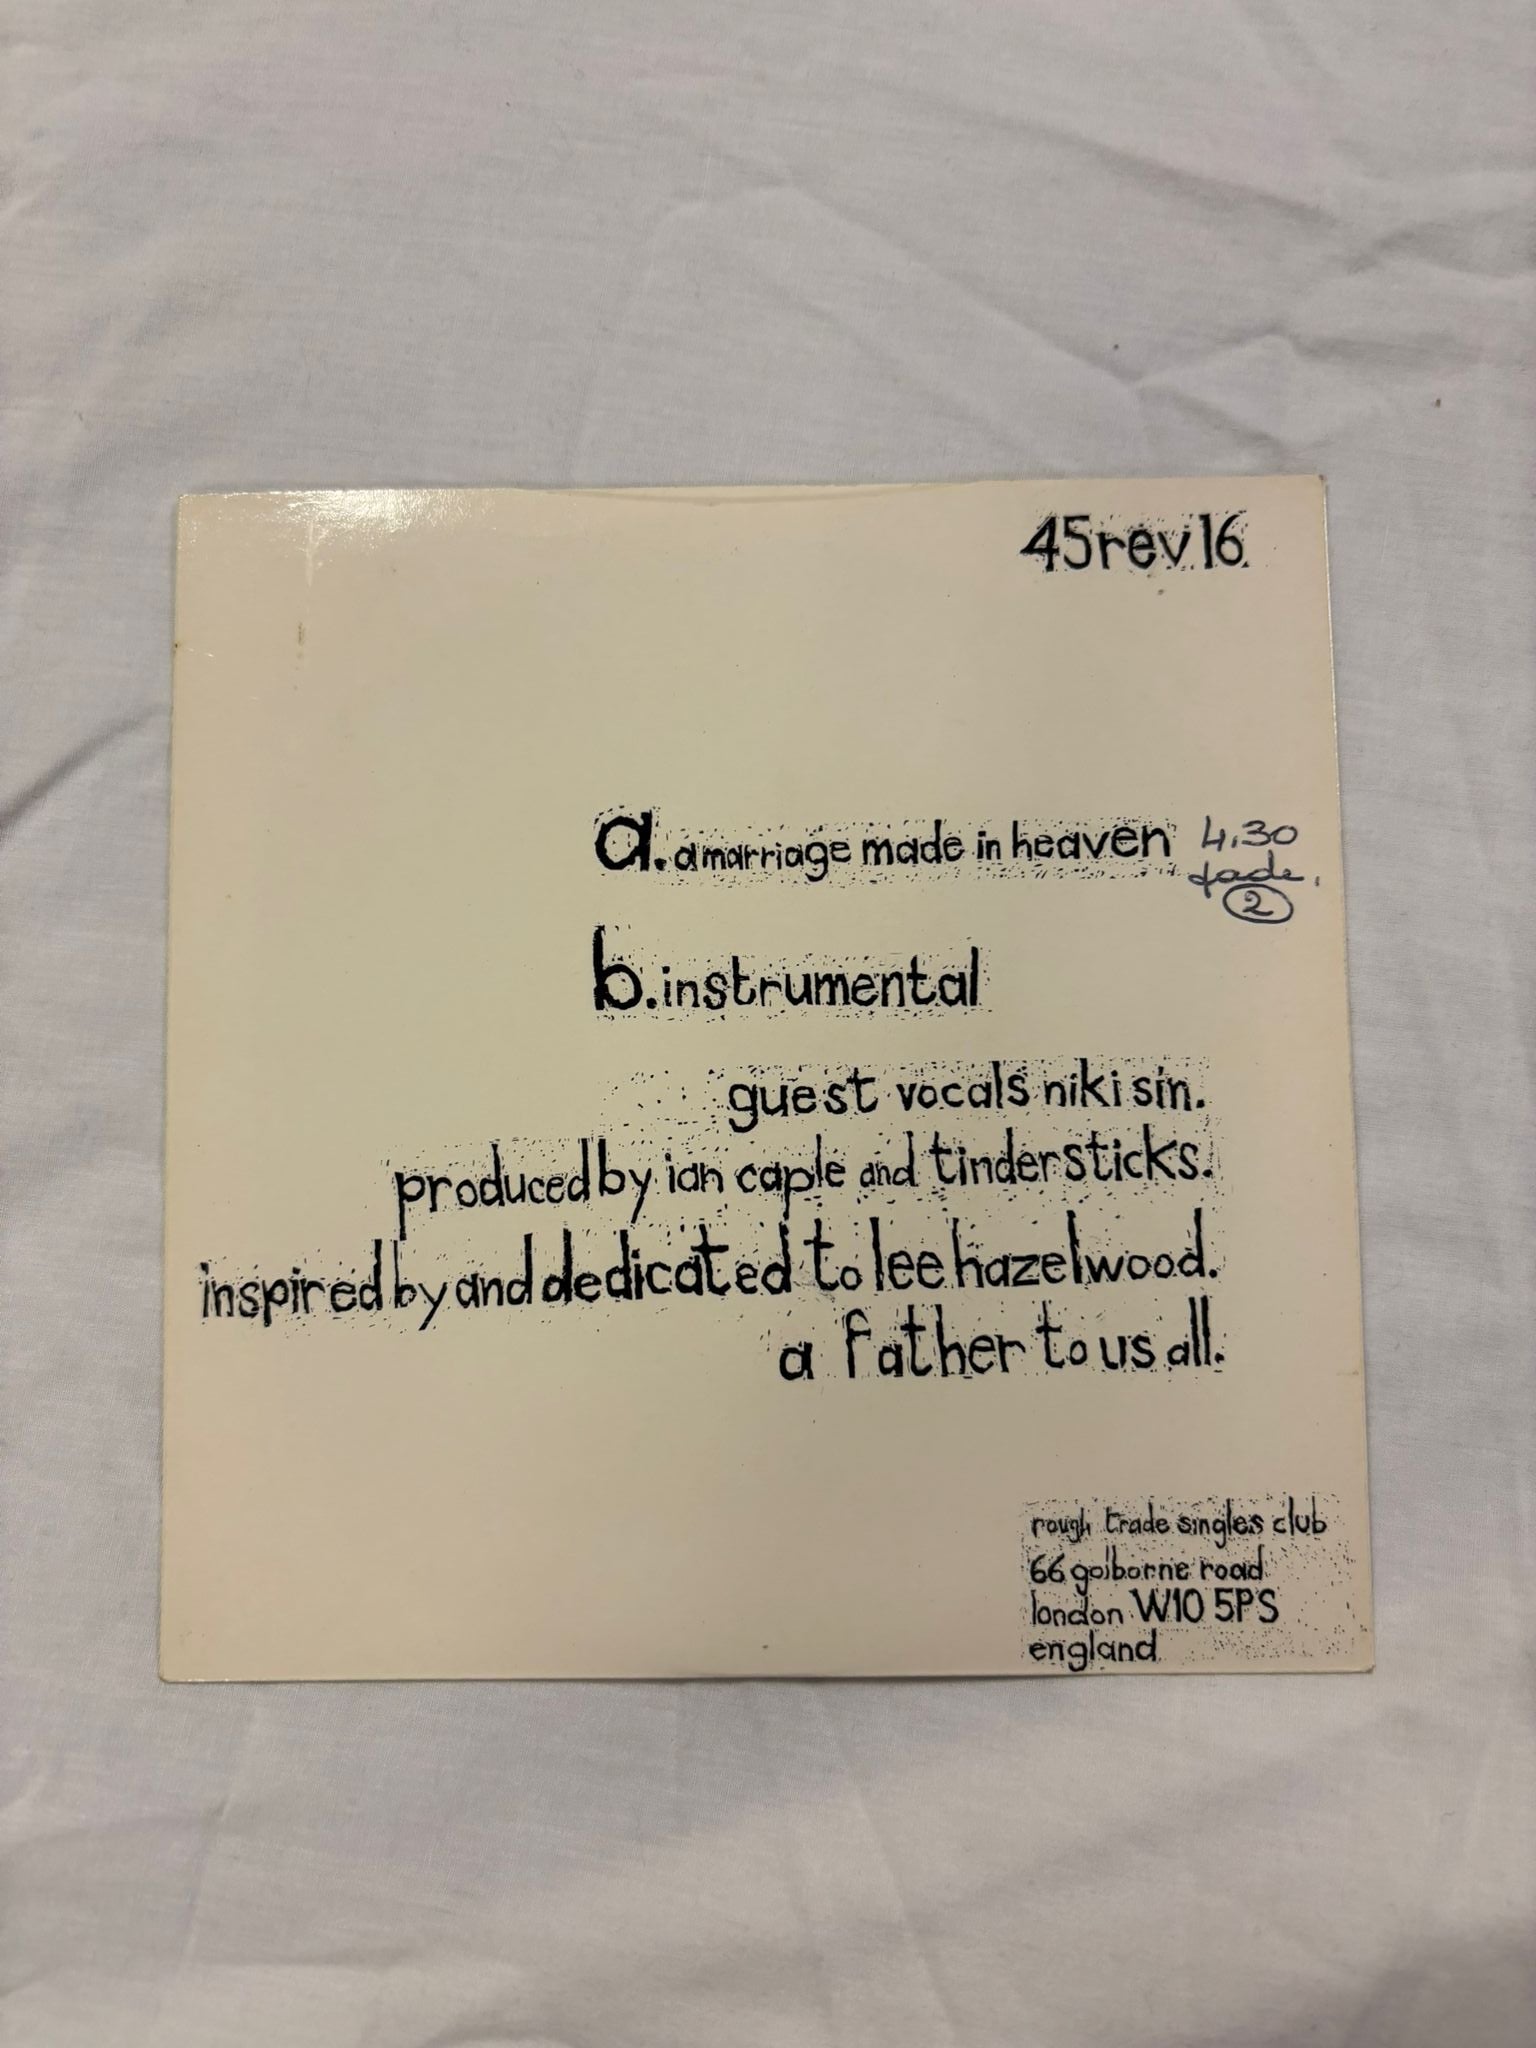 45rev16
a. a marriage made in heaven 4.30
fade.
2
b. instrumental
guest vocals niki sin.
produced by ian caple and tindersticks.
inspired by and dedicated to lee hazelwood.
a father to us all.
rough trade singles club
66 golborne road
london W10 5PS
england